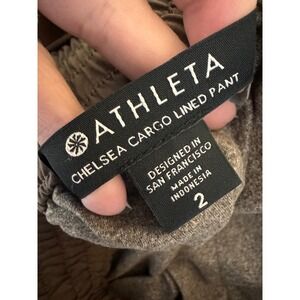 ATHLETA
CHELSEA CARGO LINED PANT
DESIGNED IN
SAN FRANCISCO
MADE IN
INDONESIA
2